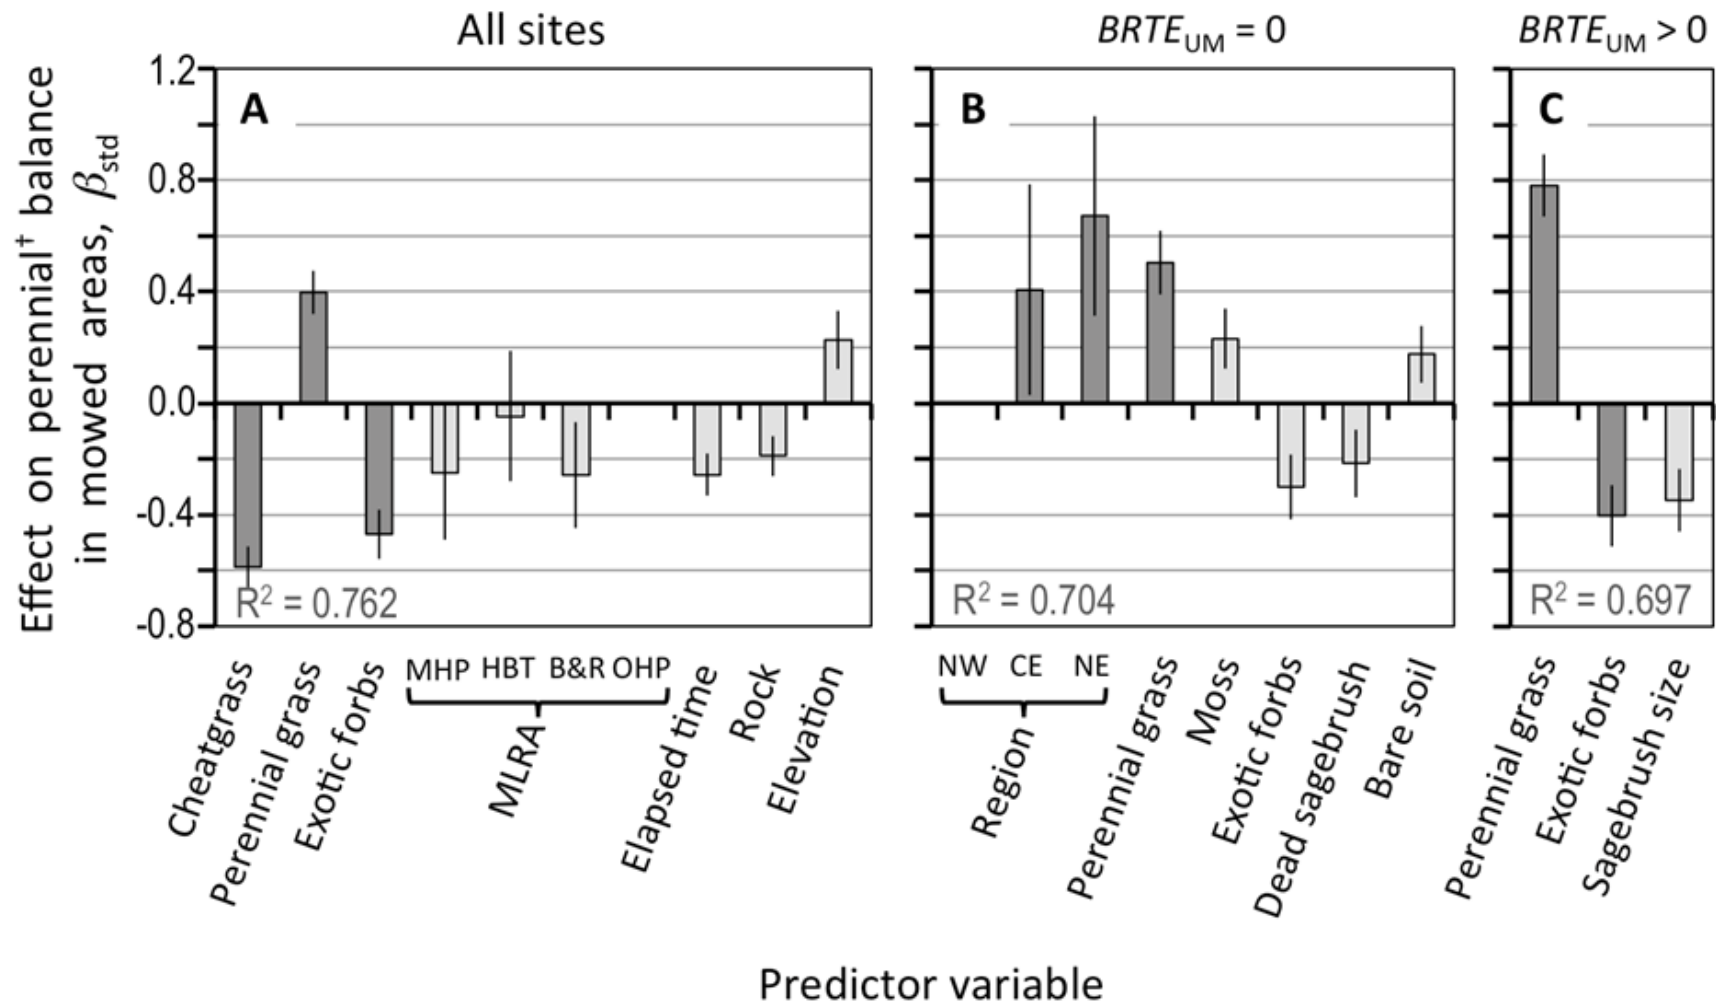 All sites
BRTE_UM = 0
BRTE_UM > 0
Effect on perennial† balance
in mowed areas, β_std
1.2
0.8
0.4
0.0
-0.4
-0.8
A
R² = 0.762
B
R² = 0.704
C
R² = 0.697
Cheatgrass
Perennial grass
Exotic forbs
MHP HBT B&R OHP
MLRA
Elapsed time
Rock
Elevation
NW CE NE
Region
Perennial grass
Moss
Exotic forbs
Dead sagebrush
Bare soil
Perennial grass
Exotic forbs
Sagebrush size
Predictor variable